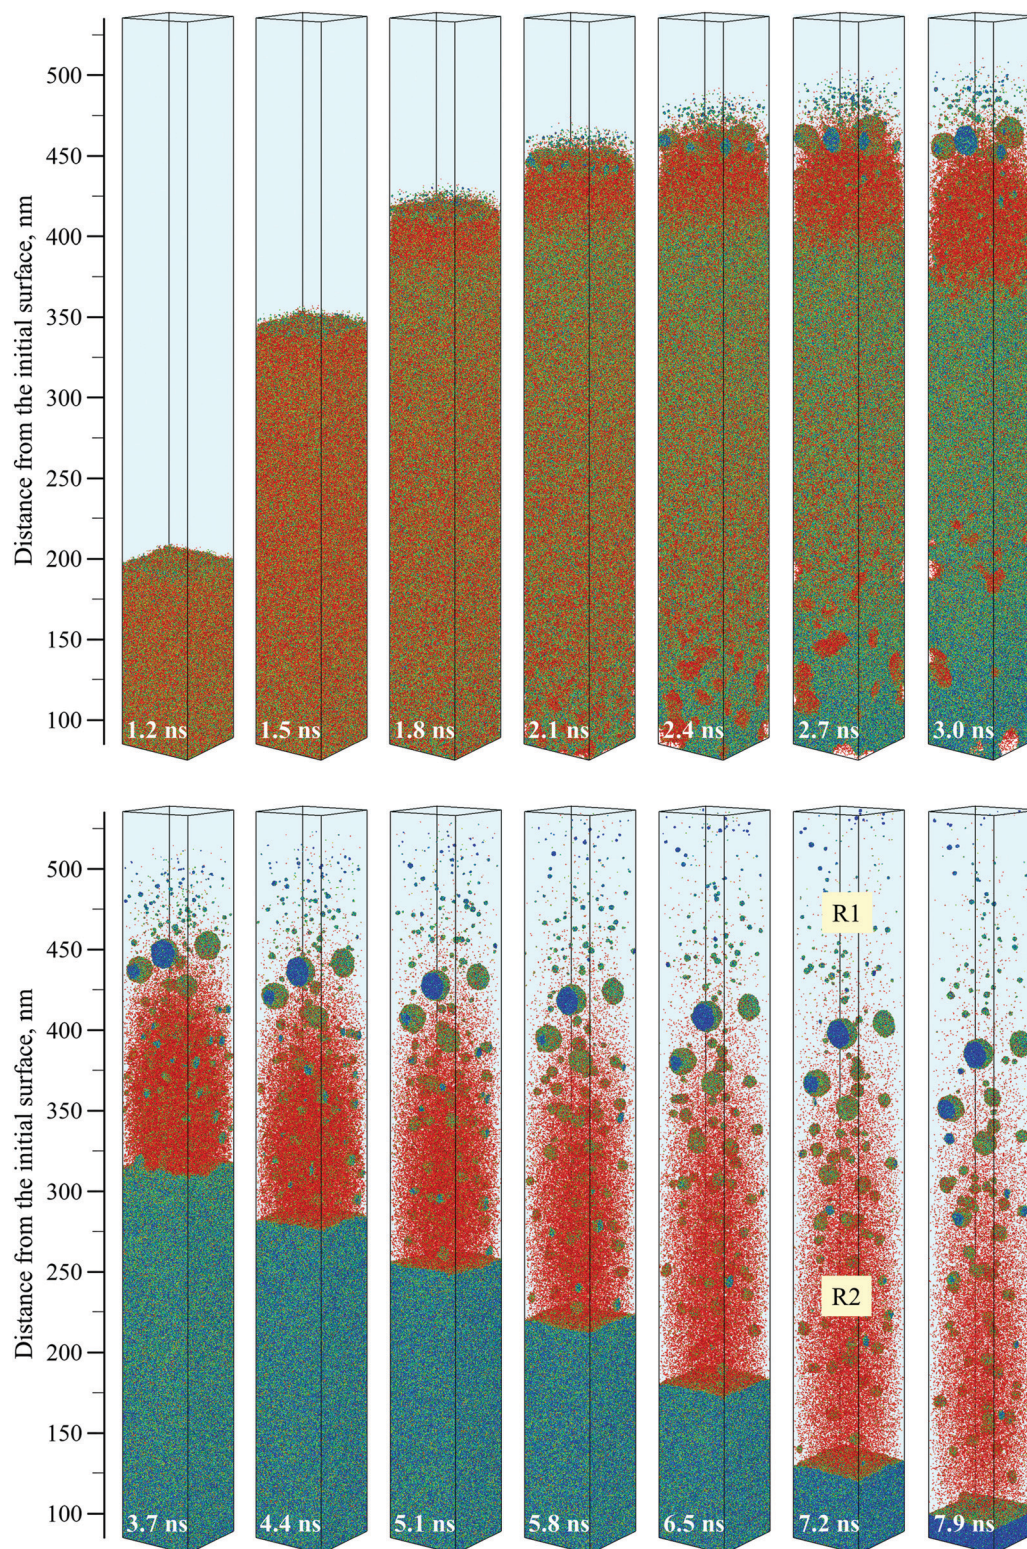 Distance from the initial surface, nm
500
450
400
350
300
250
200
150
100
1.2 ns
1.5 ns
1.8 ns
2.1 ns
2.4 ns
2.7 ns
3.0 ns
Distance from the initial surface, nm
500
450
400
350
300
250
200
150
100
R1
R2
3.7 ns
4.4 ns
5.1 ns
5.8 ns
6.5 ns
7.2 ns
7.9 ns